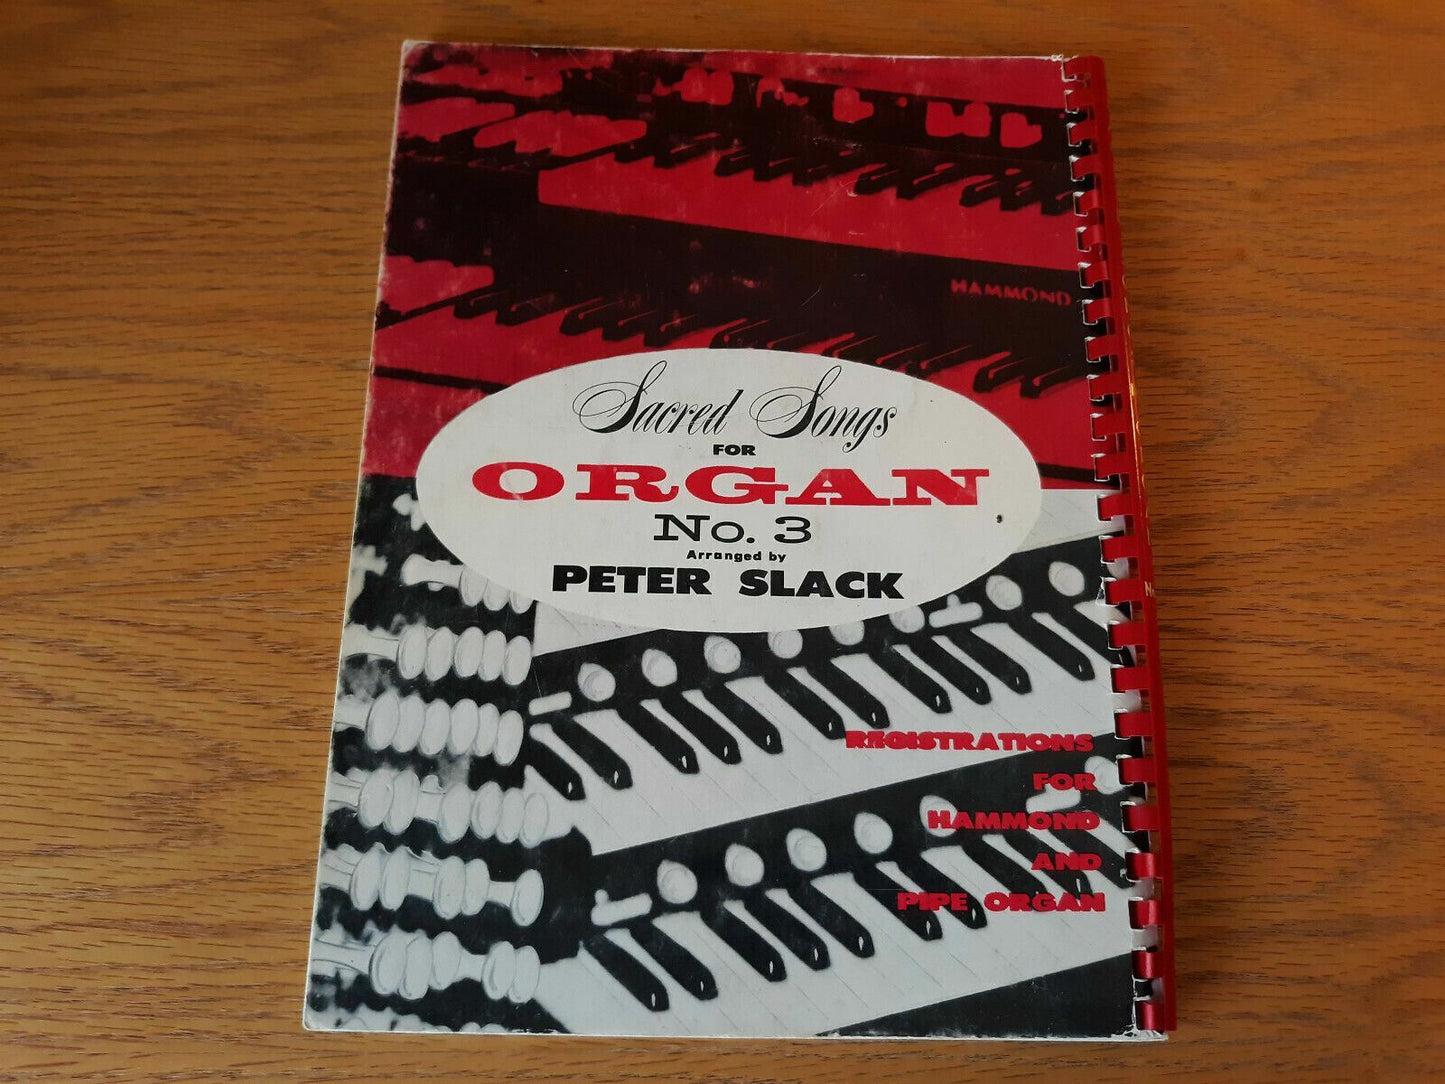 HAMMOND
Sacred Songs
FOR
ORGAN
No. 3
Arranged by
PETER SLACK
REGISTRATIONS
FOR
HAMMOND
AND
PIPE ORGAN